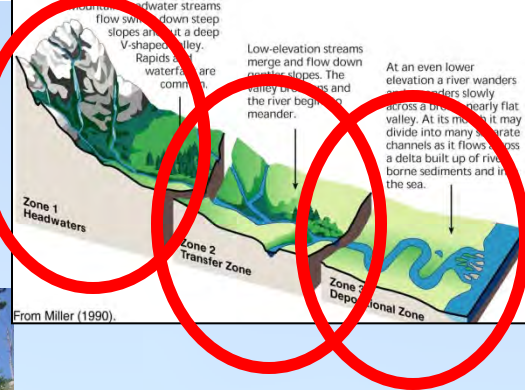 mountain headwater streams
flow swiftly down steep
slopes and cut a deep
V-shaped valley.
Rapids and
waterfalls are
common.
Low-elevation streams
merge and flow down
gentler slopes. The
valley broadens and
the river begins to
meander.
At an even lower
elevation a river wanders
and meanders slowly
across a broad, nearly flat
valley. At its mouth it may
divide into many separate
channels as it flows across
a delta built up of river-
borne sediments and into
the sea.
Zone 1
Headwaters
Zone 2
Transfer Zone
Zone 3
Depositional Zone
From Miller (1990).